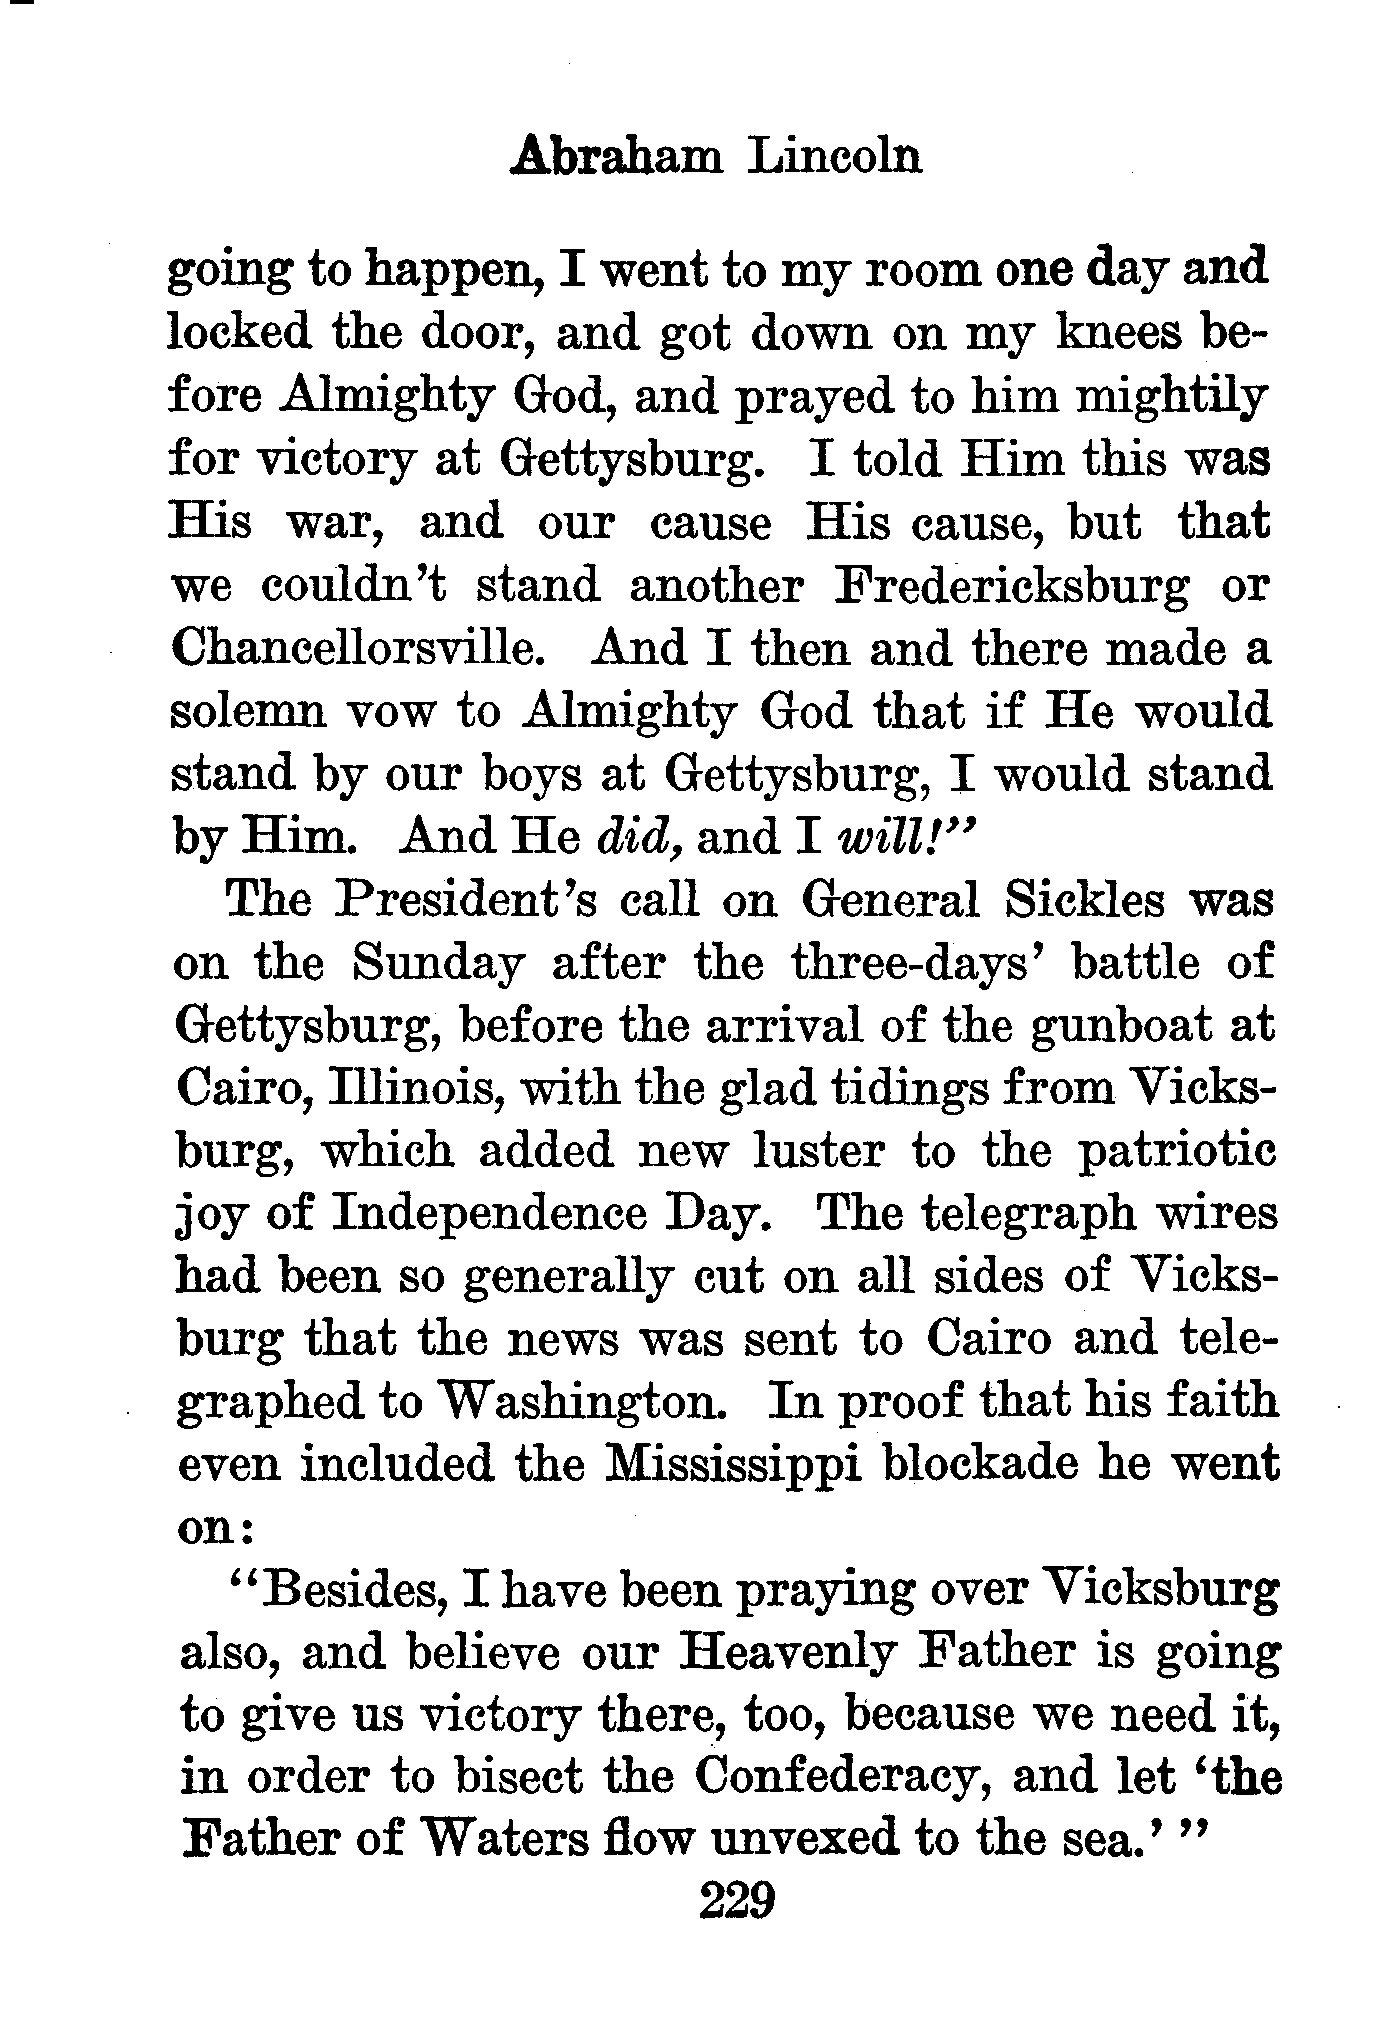 Abraham Lincoln
going to happen, I went to my room one day and
locked the door, and got down on my knees be-
fore Almighty God, and prayed to him mightily
for victory at Gettysburg. I told Him this was
His war, and our cause His cause, but that
we couldn't stand another Fredericksburg or
Chancellorsville. And I then and there made a
solemn vow to Almighty God that if He would
stand by our boys at Gettysburg, I would stand
by Him. And He did, and I will!"
The President's call on General Sickles was
on the Sunday after the three-days' battle of
Gettysburg, before the arrival of the gunboat at
Cairo, Illinois, with the glad tidings from Vicks-
burg, which added new luster to the patriotic
joy of Independence Day. The telegraph wires
had been so generally cut on all sides of Vicks-
burg that the news was sent to Cairo and tele-
graphed to Washington. In proof that his faith
even included the Mississippi blockade he went
on:
"Besides, I have been praying over Vicksburg
also, and believe our Heavenly Father is going
to give us victory there, too, because we need it,
in order to bisect the Confederacy, and let 'the
Father of Waters flow unvexed to the sea.' "
229